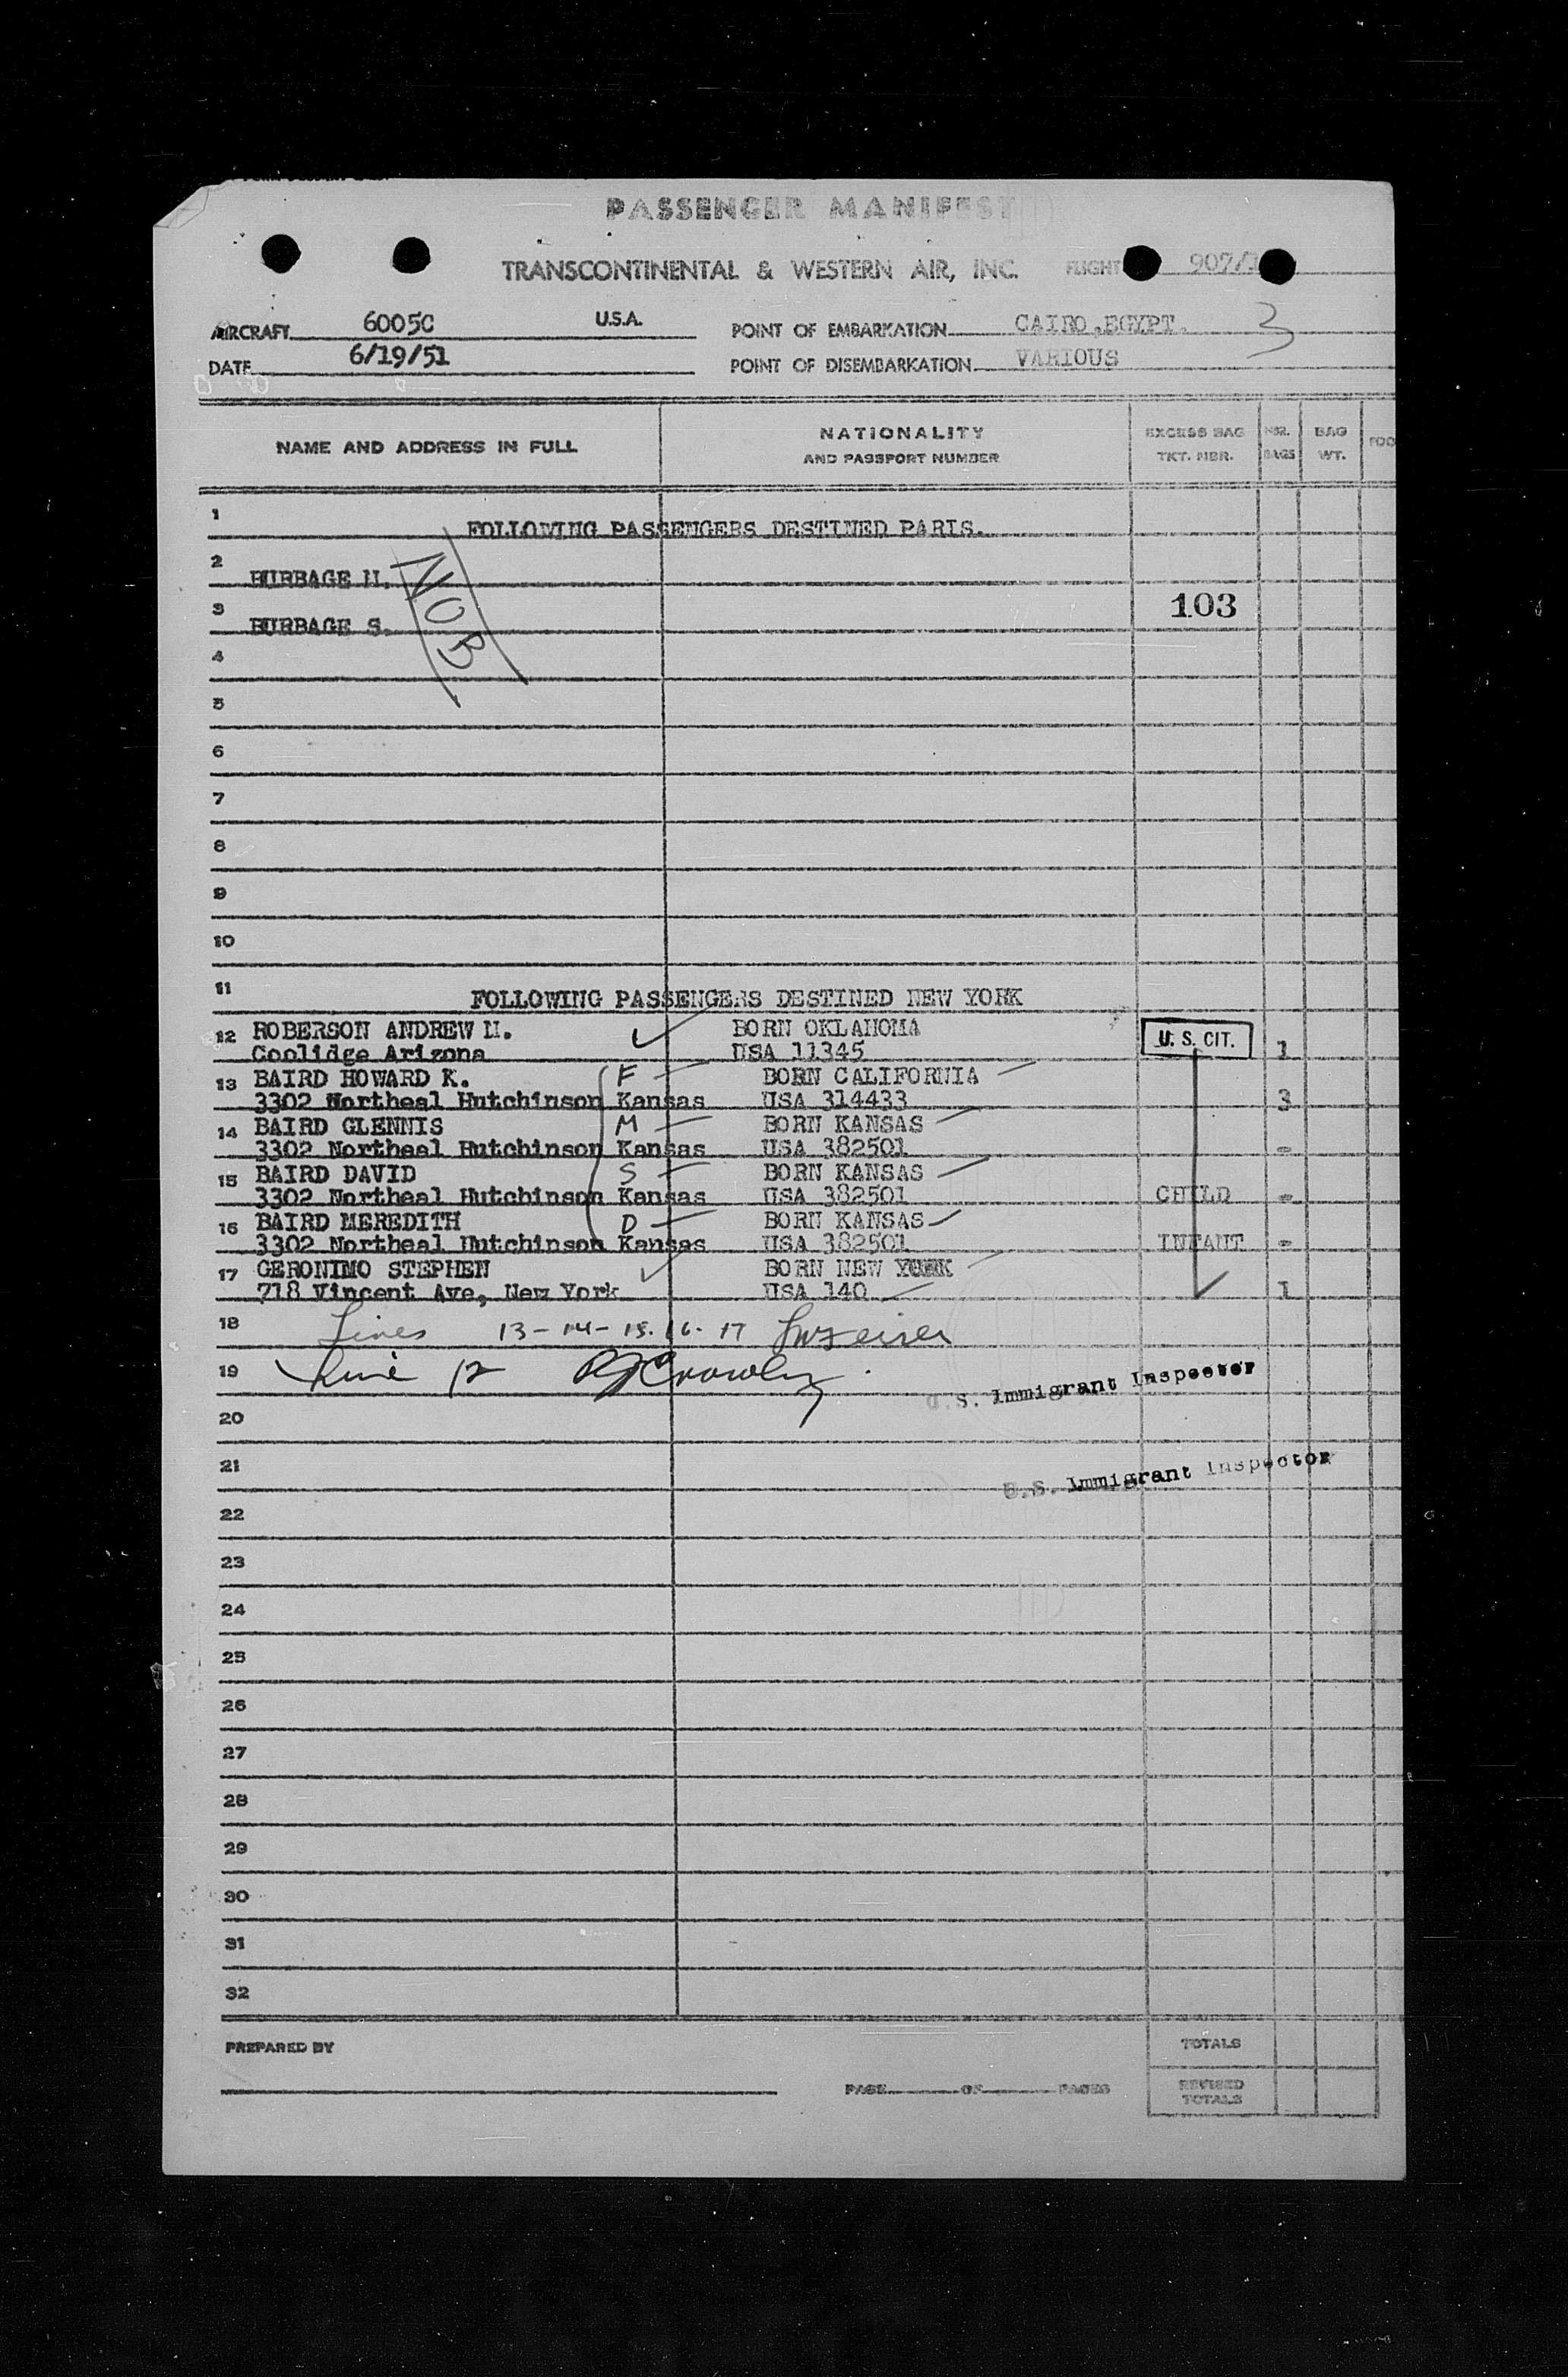 PASSENGER MANIFEST
TRANSCONTINENTAL & WESTERN AIR, INC. FLIGHT 907/
AIRCRAFT 6005C U.S.A. POINT OF EMBARKATION CAIRO,EGYPT. 3
DATE 6/19/51 POINT OF DISEMBARKATION VARIOUS
NAME AND ADDRESS IN FULL NATIONALITY AND PASSPORT NUMBER EXCESS BAG TKT. NBR. NBR. BAGS BAG WT. FOO
1 FOLLOWING PASSENGERS DESTINED PARIS.
2 BURBAGE H.
NOB
3 BURBAGE S. 103
4
5
6
7
8
9
10
11 FOLLOWING PASSENGERS DESTINED NEW YORK
12 ROBERSON ANDREW M. BORN OKLAHOMA U. S. CIT.
Coolidge Arizona USA 11345 1
13 BAIRD HOWARD K. F BORN CALIFORNIA
3302 Northeal Hutchinson Kansas USA 314433 3
14 BAIRD GLENNIS M BORN KANSAS
3302 Northeal Hutchinson Kansas USA 382501 -
15 BAIRD DAVID S BORN KANSAS
3302 Northeal Hutchinson Kansas USA 382501 CHILD -
16 BAIRD MEREDITH D BORN KANSAS
3302 Northeal Hutchinson Kansas USA 382501 INFANT -
17 GERONIMO STEPHEN BORN NEW YORK
718 Vincent Ave, New York USA 140 1
18 Lines 13-14-15.16.17
19 Line 12
U.S. Immigrant Inspector
20
21
U.S. Immigrant Inspector
22
23
24
25
26
27
28
29
30
31
32
PREPARED BY TOTALS
PAGE OF PAGES REVISED TOTALS